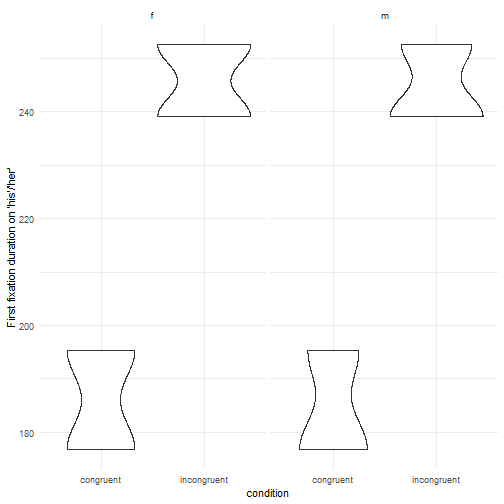 f
m
First fixation duration on 'his'/'her'
240
220
200
180
congruent
incongruent
congruent
incongruent
condition